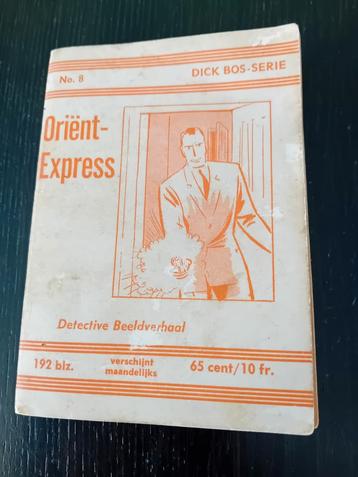 No. 8 DICK BOS-SERIE
Oriënt-
Express
Detective Beeldverhaal
192 blz. verschijnt maandelijks 65 cent/10 fr.